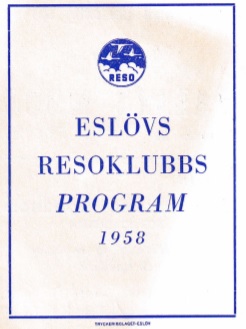 RESO
ESLÖVS
RESOKLUBBS
PROGRAM
1958
TRYCKERIBOLAGET-ESLÖV